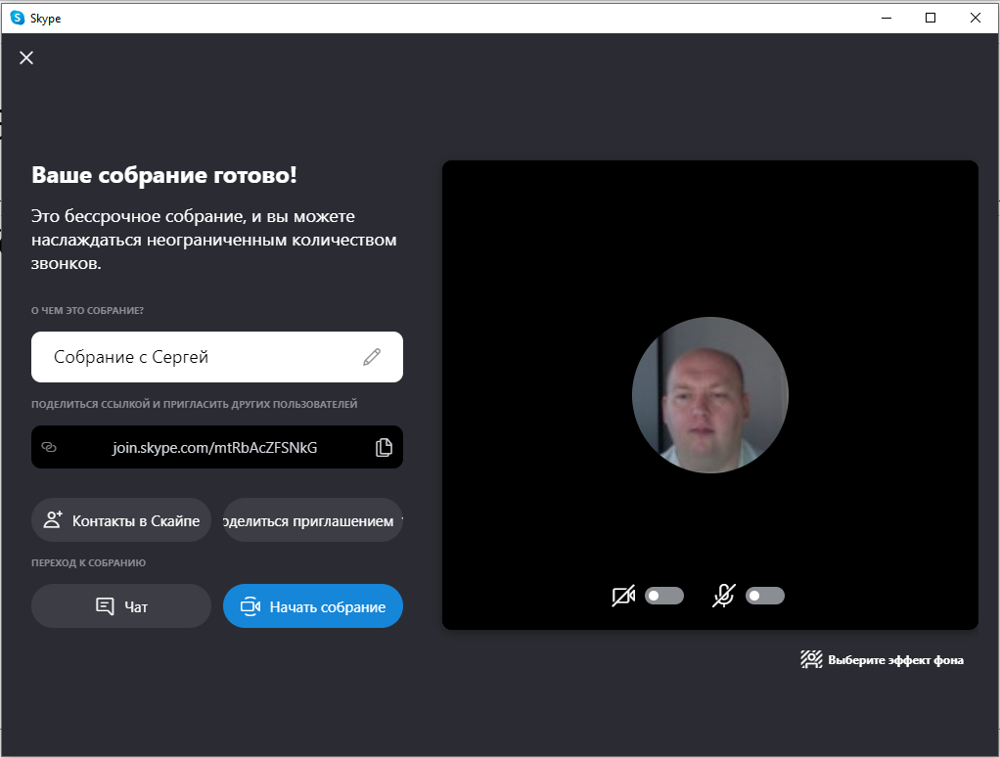 Skype
Ваше собрание готово!
Это бессрочное собрание, и вы можете
наслаждаться неограниченным количеством
звонков.
О ЧЕМ ЭТО СОБРАНИЕ?
Собрание с Сергей
ПОДЕЛИТЬСЯ ССЫЛКОЙ И ПРИГЛАСИТЬ ДРУГИХ ПОЛЬЗОВАТЕЛЕЙ
join.skype.com/mtRbAcZFSNkG
Контакты в Скайпе
оделиться приглашением
ПЕРЕХОД К СОБРАНИЮ
Чат
Начать собрание
Выберите эффект фона